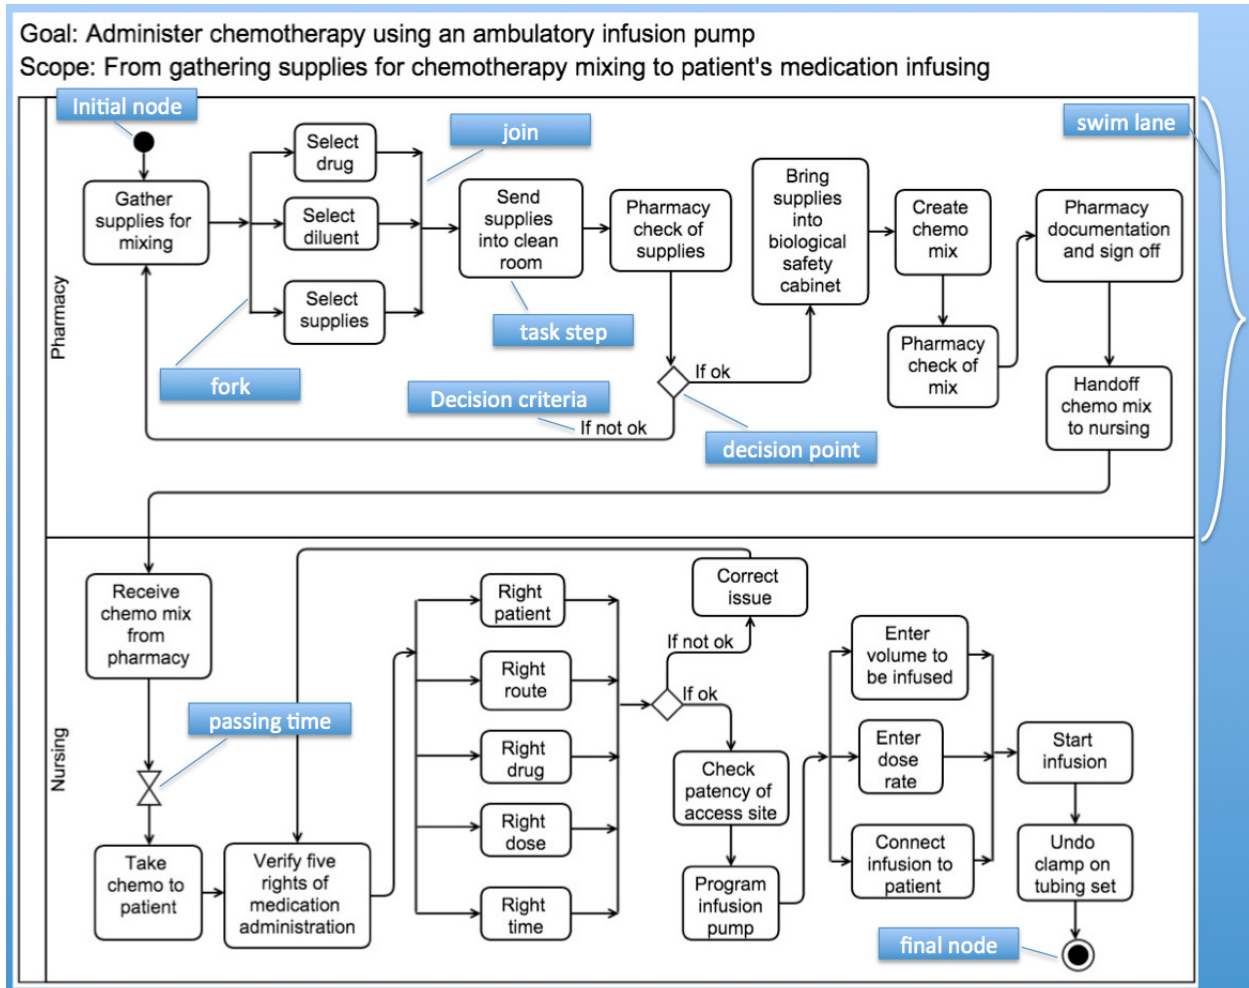 Goal: Administer chemotherapy using an ambulatory infusion pump
Scope: From gathering supplies for chemotherapy mixing to patient's medication infusing
Initial node
join
swim lane
Pharmacy
Gather
supplies for
mixing
Select
drug
Select
diluent
Select
supplies
Send
supplies
into clean
room
Pharmacy
check of
supplies
Bring
supplies
into
biological
safety
cabinet
Create
chemo
mix
Pharmacy
documentation
and sign off
task step
Pharmacy
check of
mix
fork
Decision criteria
If ok
If not ok
decision point
Handoff
chemo mix
to nursing
Nursing
Receive
chemo mix
from
pharmacy
passing time
Take
chemo to
patient
Verify five
rights of
medication
administration
Right
patient
Right
route
Right
drug
Right
dose
Right
time
Correct
issue
If not ok
If ok
Check
patency of
access site
Program
infusion
pump
Enter
volume to
be infused
Enter
dose
rate
Connect
infusion to
patient
Start
infusion
Undo
clamp on
tubing set
final node